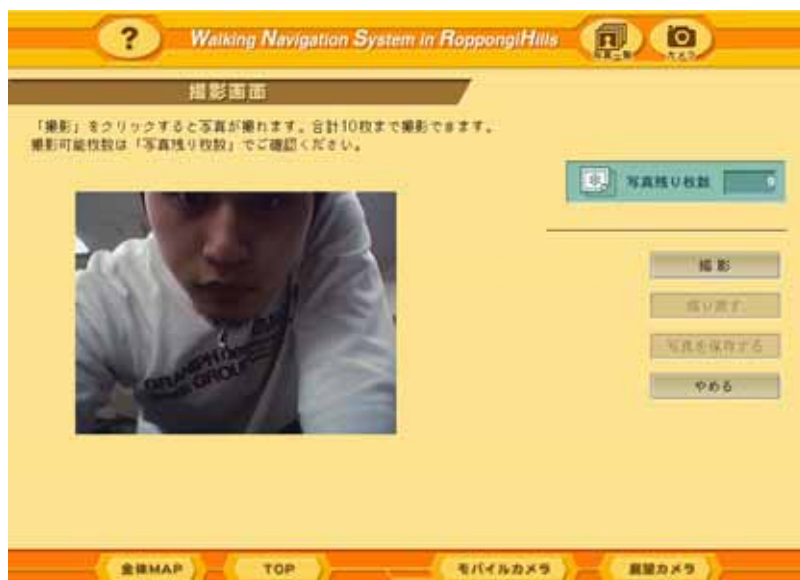 ?
Walking Navigation System in RoppongiHills
カメラ
撮影画面
「撮影」をクリックすると写真が撮れます。合計10枚まで撮影できます。
撮影可能枚数は「写真残り枚数」でご確認ください。
写真残り枚数
撮影
撮り直す
写真を保存する
やめる
全体MAP
TOP
モバイルカメラ
展望カメラ